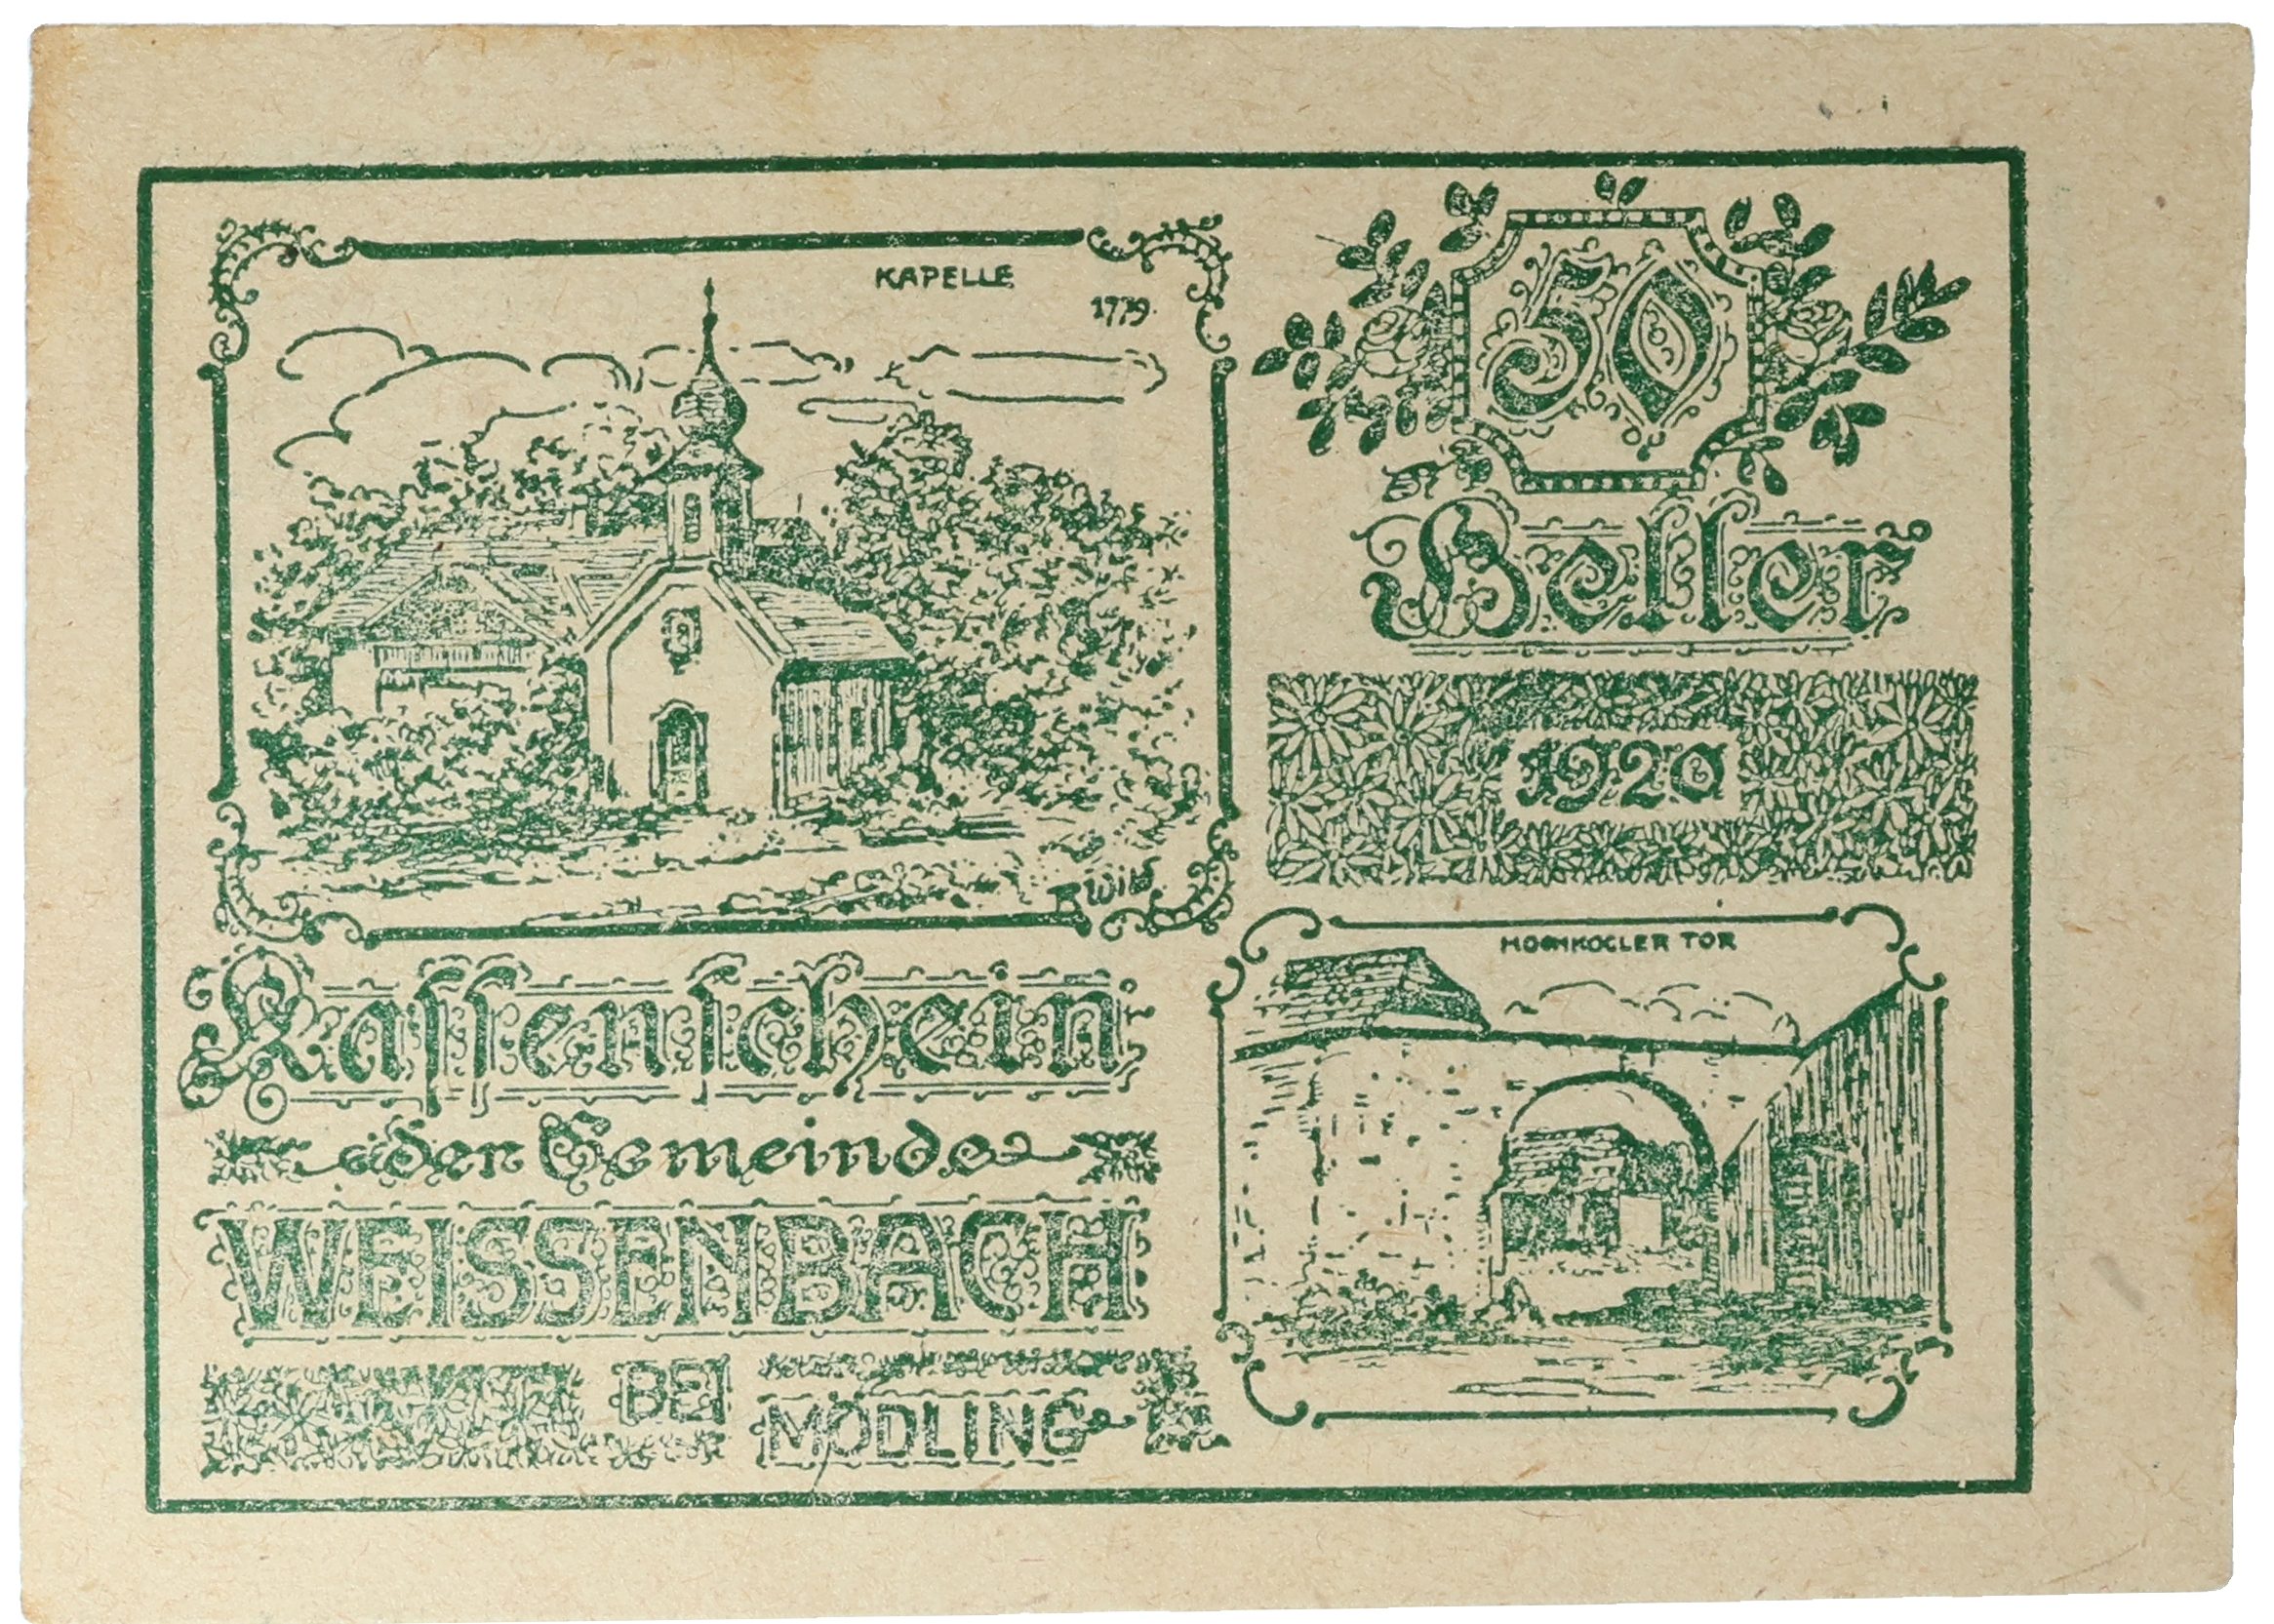 KAPELLE
1779.
50
Heller
1920
Kassenschein
der Gemeinde
WEISSENBACH
BEI
MÖDLING
HOCHKOGLER TOR